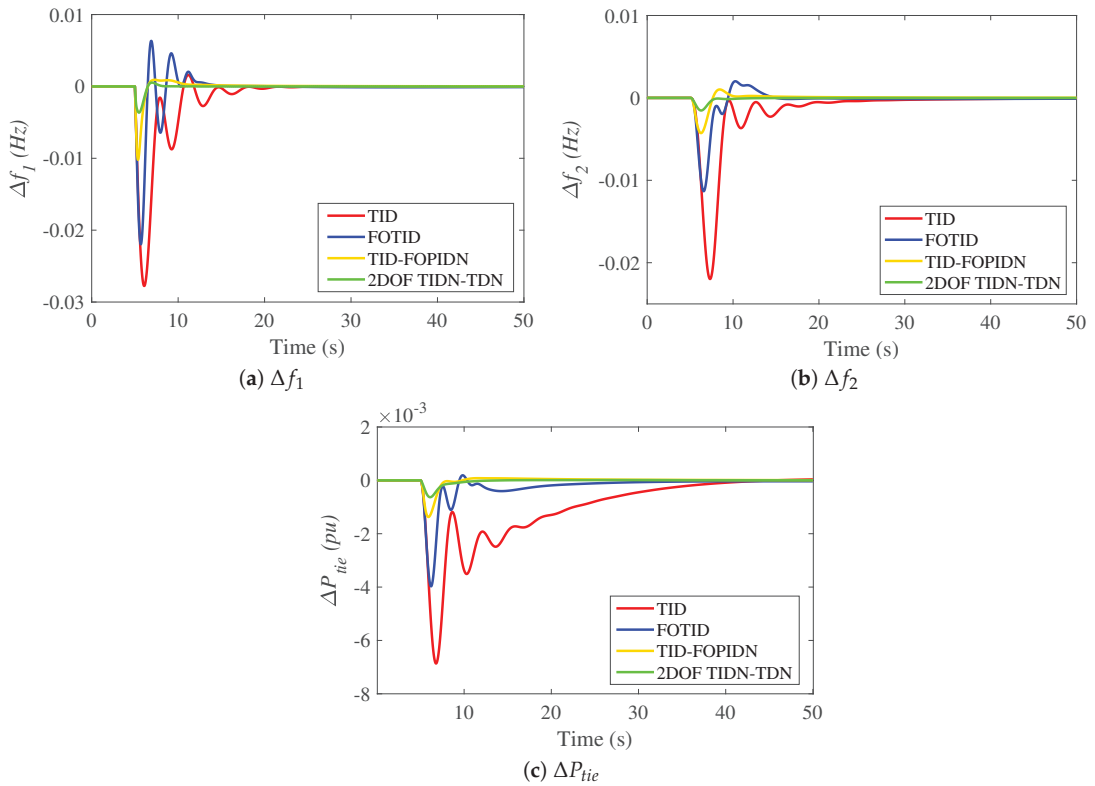 0.01
0
-0.01
-0.02
-0.03
Δf1 (Hz)
TID
FOTID
TID-FOPIDN
2DOF TIDN-TDN
0 10 20 30 40 50
Time (s)
(a) Δf1
0.01
0
-0.01
-0.02
Δf2 (Hz)
TID
FOTID
TID-FOPIDN
2DOF TIDN-TDN
0 10 20 30 40 50
Time (s)
(b) Δf2
×10-3
2
0
-2
-4
-6
-8
ΔPtie (pu)
TID
FOTID
TID-FOPIDN
2DOF TIDN-TDN
10 20 30 40 50
Time (s)
(c) ΔPtie